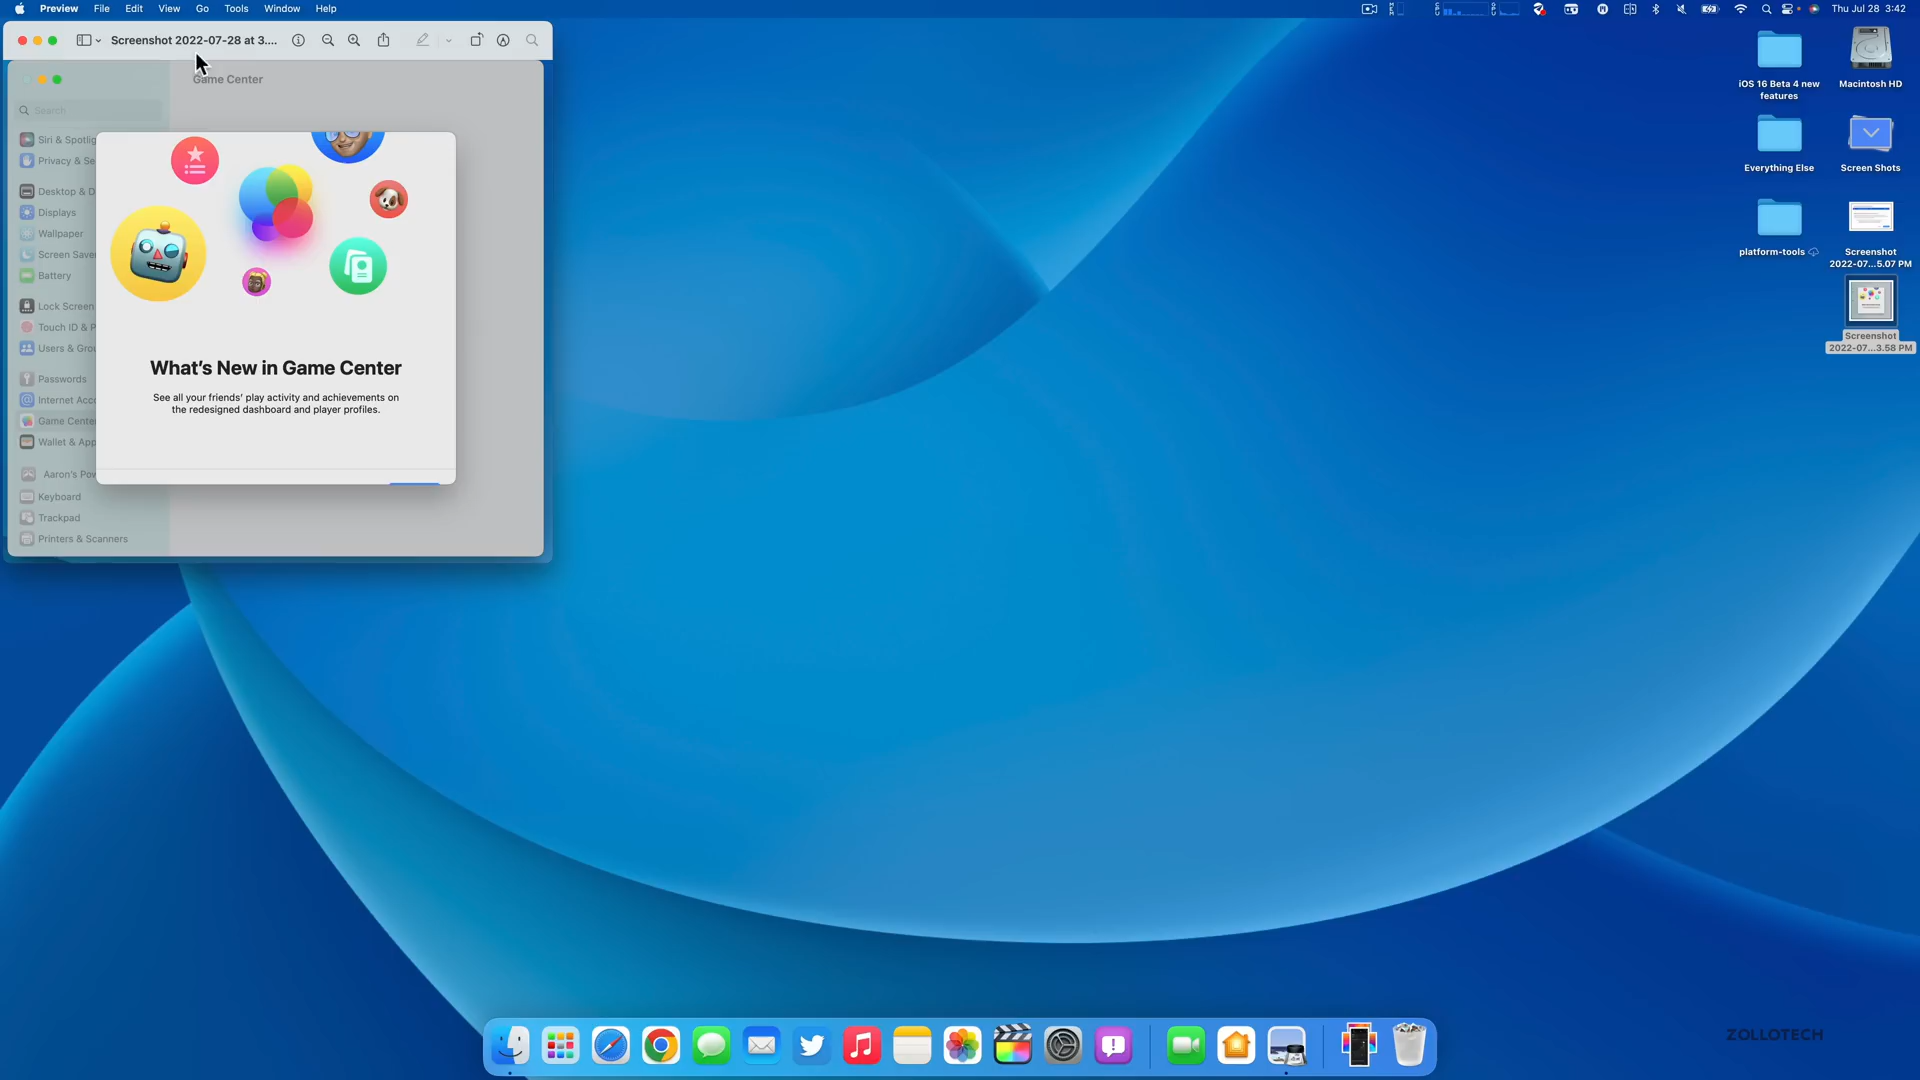 Preview File Edit View Go Tools Window Help
Thu Jul 28 3:42
Screenshot 2022-07-28 at 3....
Game Center
Search
Siri & Spotlig
Privacy & Se
Desktop & D
Displays
Wallpaper
Screen Saver
Battery
Lock Screen
Touch ID & P
Users & Grou
Passwords
Internet Acco
Game Center
Wallet & App
Aaron's Pow
Keyboard
Trackpad
Printers & Scanners
What's New in Game Center
See all your friends' play activity and achievements on
the redesigned dashboard and player profiles.
iOS 16 Beta 4 new
features
Macintosh HD
Everything Else
Screen Shots
platform-tools
Screenshot
2022-07...5.07 PM
Screenshot
2022-07...3.58 PM
ZOLLOTECH